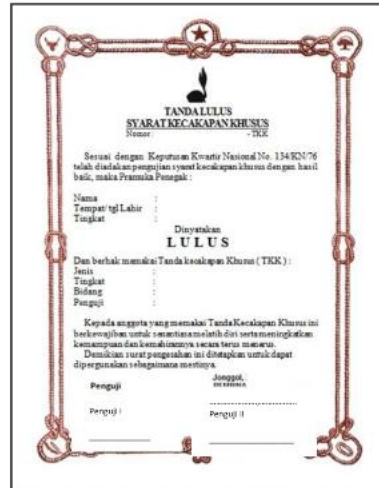 TANDA LULUS
SYARAT KECAKAPAN KHUSUS
Nomor : - TKK
Sesuai dengan Keputusan Kwartir Nasional No. 134/KN/76
telah diadakan pengujian syarat kecakapan khusus dengan hasil
baik, maka Pramuka Penegak :
Nama :
Tempat/ tgl Lahir :
Tingkat :
Dinyatakan
LULUS
Dan berhak memakai Tanda kecakapan Khusus ( TKK ) :
Jenis :
Tingkat :
Bidang :
Penguji :
Kepada anggota yang memakai Tanda Kecakapan Khusus ini
berkewajiban untuk senantiasa melatih diri serta meningkatkan
kemampuan dan kemahirannya secara terus menerus.
Demikian surat pengesahan ini ditetapkan untuk dapat
dipergunakan sebagaimana mestinya.
Jonggol,
Penguji
Penguji I
Penguji II